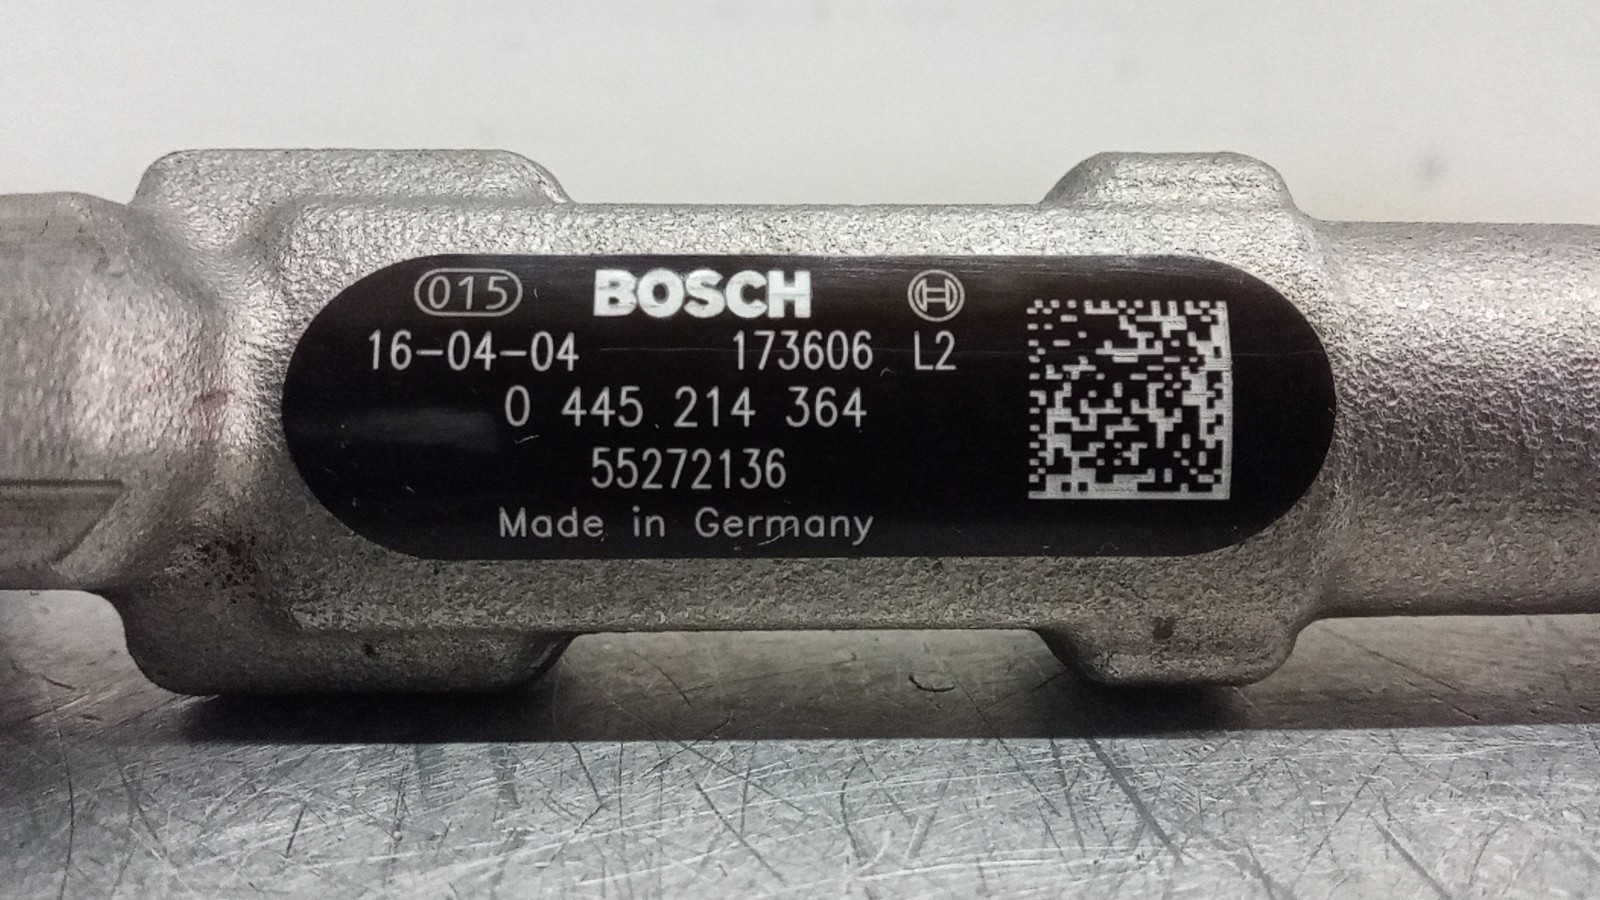 015 BOSCH
16-04-04 173606 L2
0 445 214 364
55272136
Made in Germany